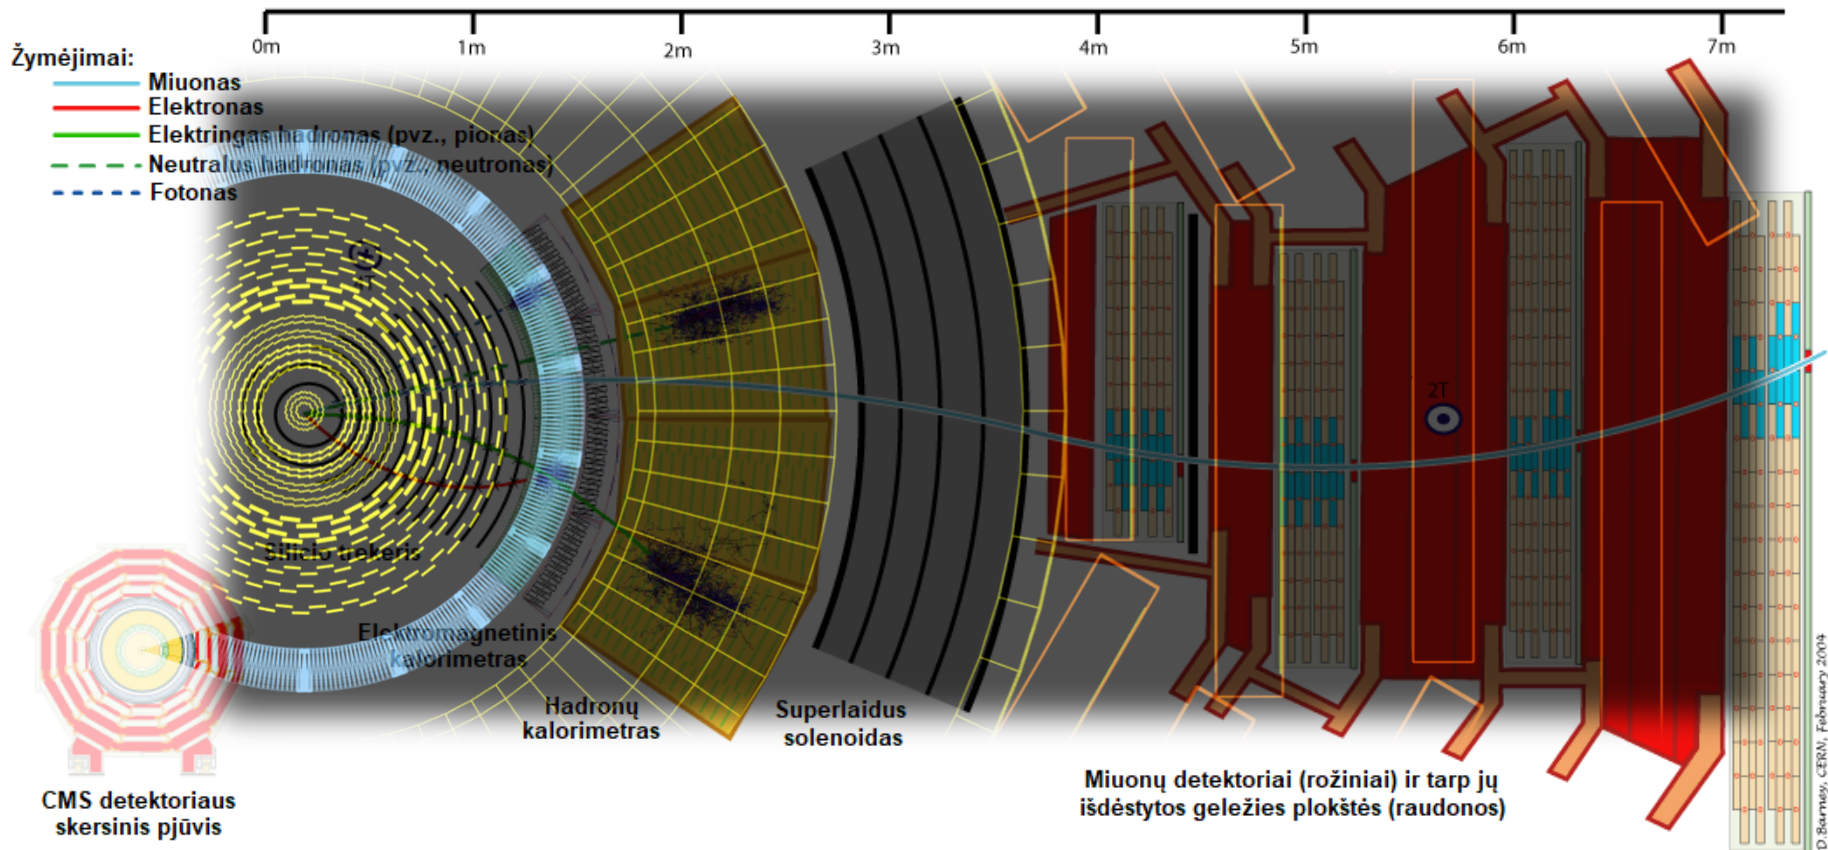 0m 1m 2m 3m 4m 5m 6m 7m
Žymėjimai:
Miuonas
Elektronas
Elektringas hadronas (pvz., pionas)
Neutralus hadronas (pvz., neutronas)
Fotonas
2T
Silicio trekeris
Elektromagnetinis
kalorimetras
Hadronų
kalorimetras
Superlaidus
solenoidas
Miuonų detektoriai (rožiniai) ir tarp jų
išdėstytos geležies plokštės (raudonos)
CMS detektoriaus
skersinis pjūvis
D.Barney, CERN, February 2004